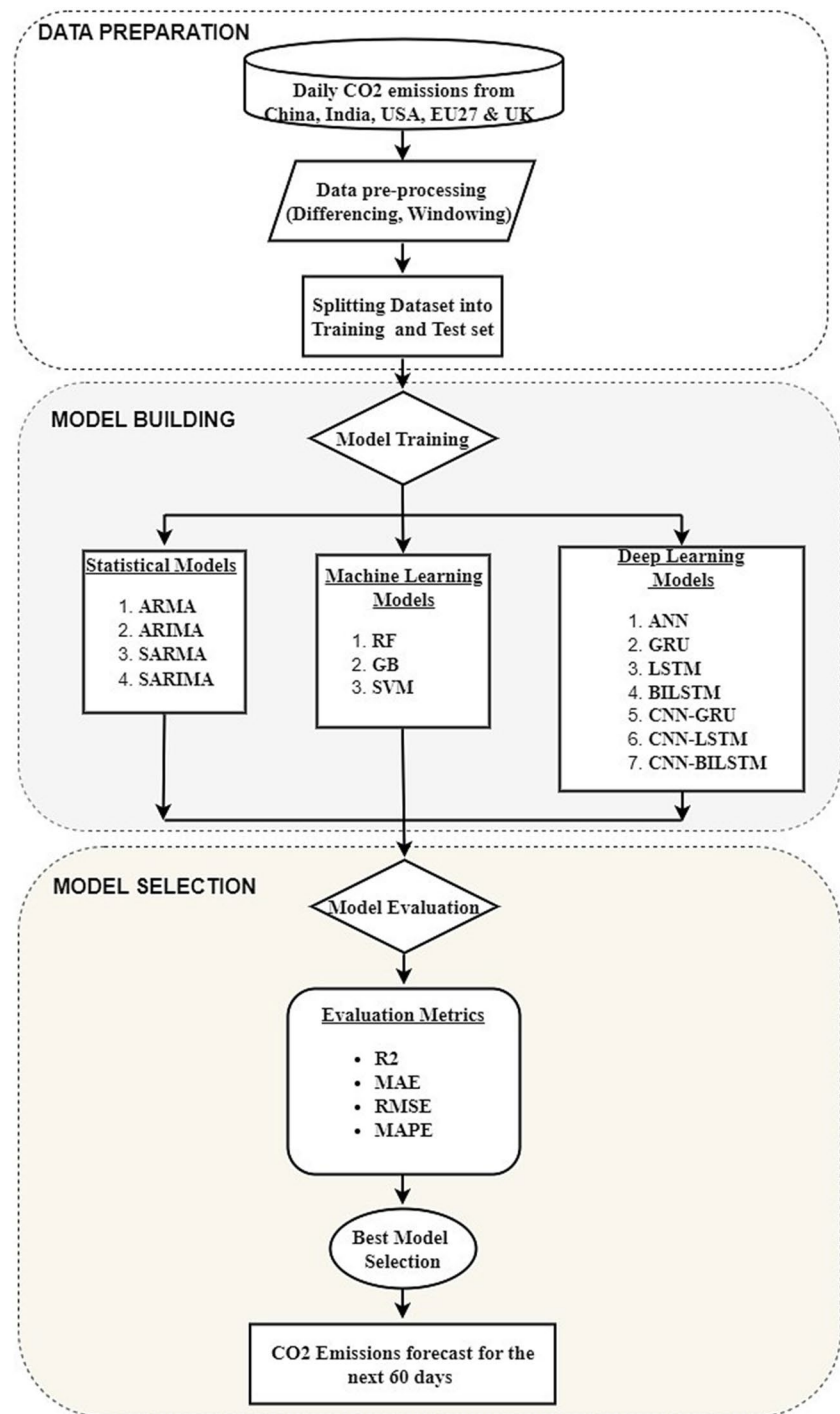 DATA PREPARATION
Daily CO2 emissions from
China, India, USA, EU27 & UK
Data pre-processing
(Differencing, Windowing)
Splitting Dataset into
Training and Test set
MODEL BUILDING
Model Training
Statistical Models
1. ARMA
2. ARIMA
3. SARMA
4. SARIMA
Machine Learning
Models
1. RF
2. GB
3. SVM
Deep Learning
Models
1. ANN
2. GRU
3. LSTM
4. BILSTM
5. CNN-GRU
6. CNN-LSTM
7. CNN-BILSTM
MODEL SELECTION
Model Evaluation
Evaluation Metrics
• R2
• MAE
• RMSE
• MAPE
Best Model
Selection
CO2 Emissions forecast for the
next 60 days